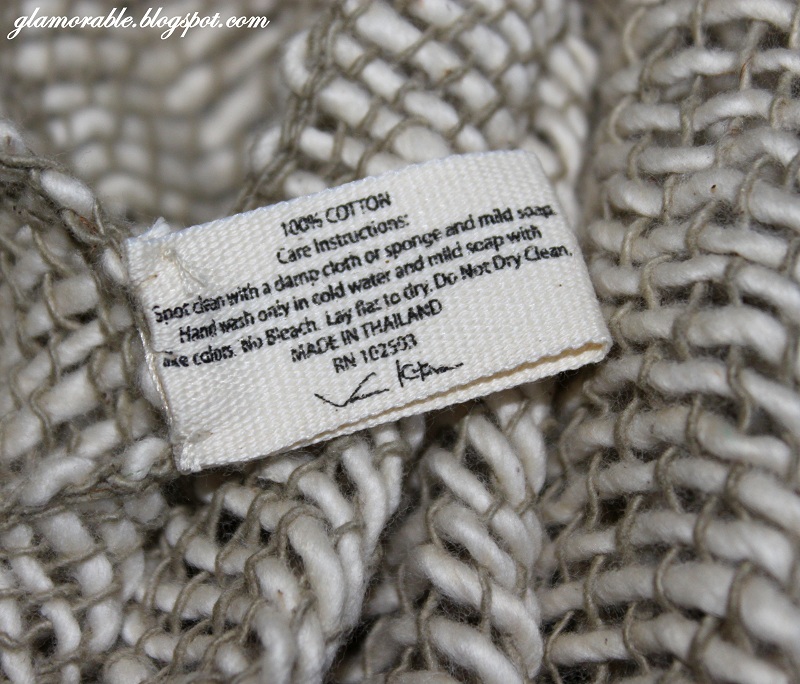 glamorable.blogspot.com
100% COTTON
Care Instructions:
Spot clean with a damp cloth or sponge and mild soap.
Hand wash only in cold water and mild soap with
like colors. No Bleach. Lay flat to dry. Do Not Dry Clean.
MADE IN THAILAND
RN 102503